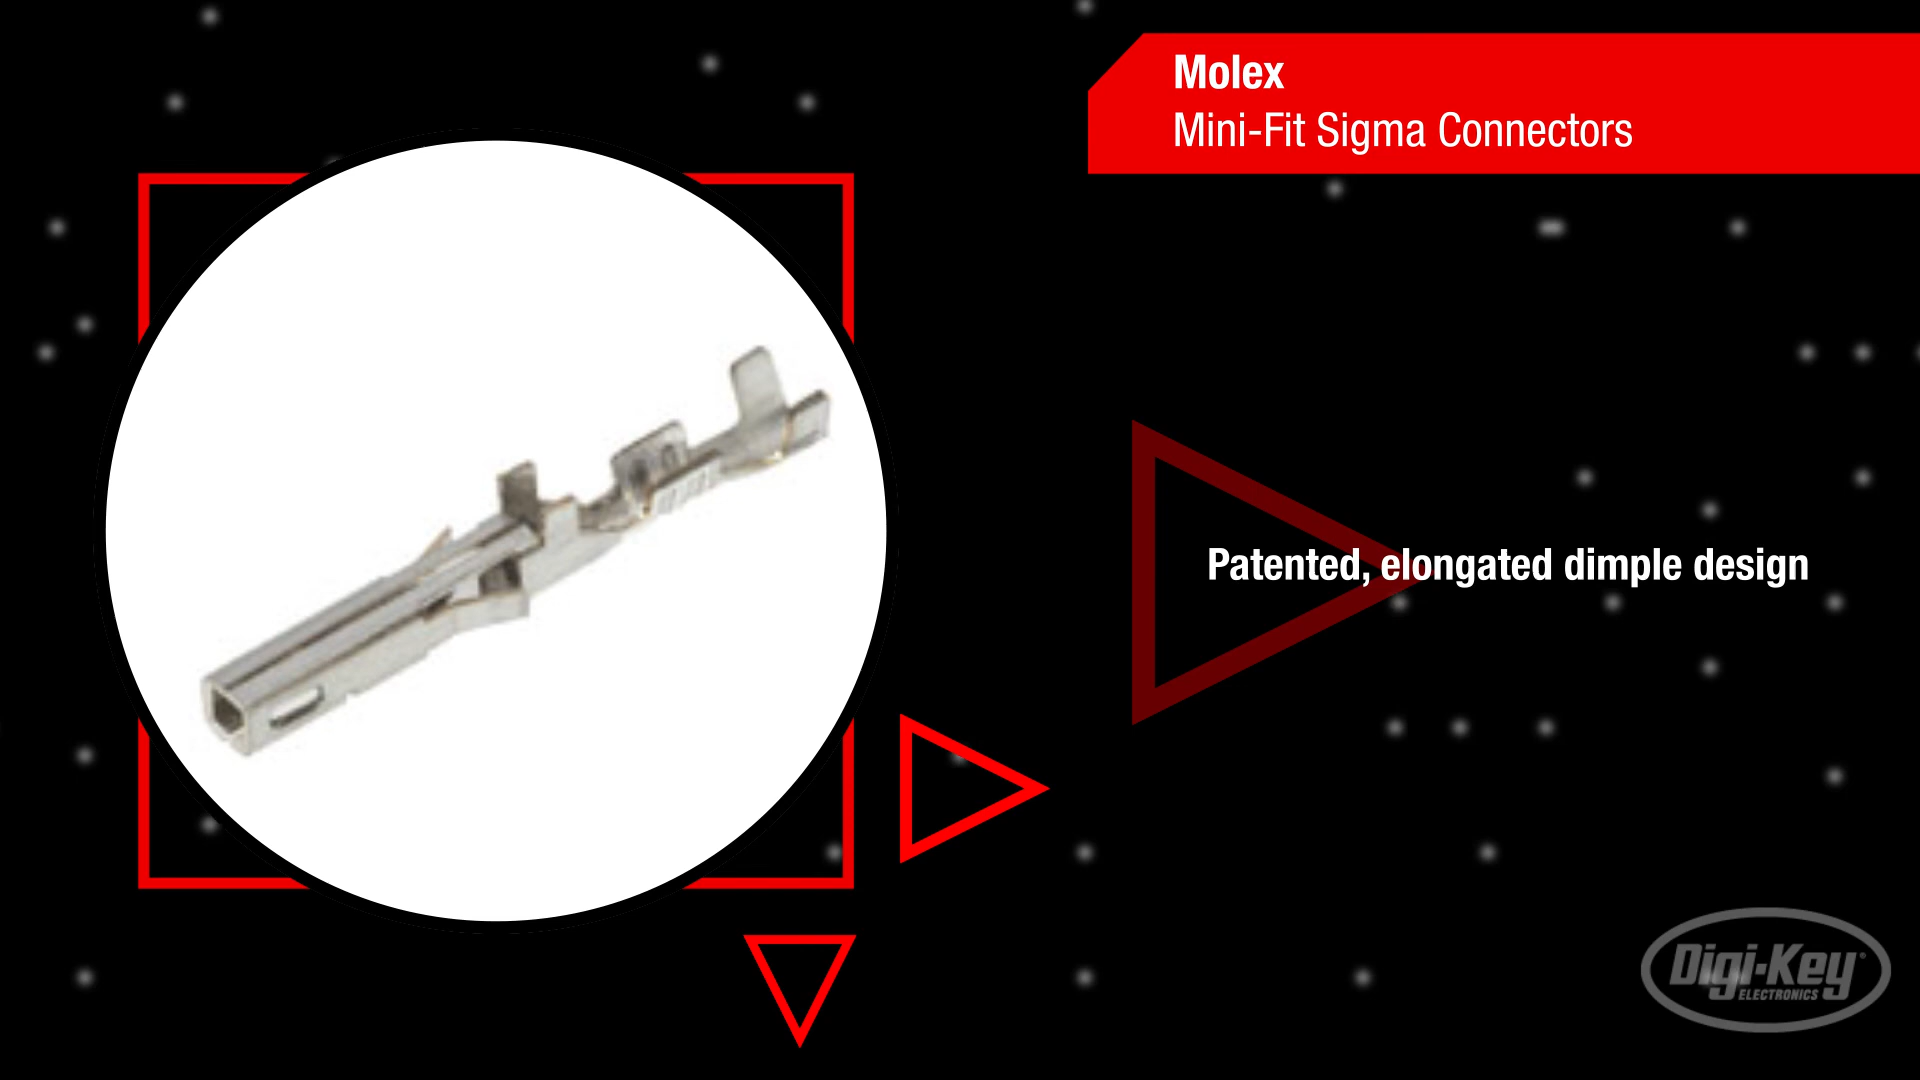 Molex
Mini-Fit Sigma Connectors
Patented, elongated dimple design
Digi-Key
ELECTRONICS